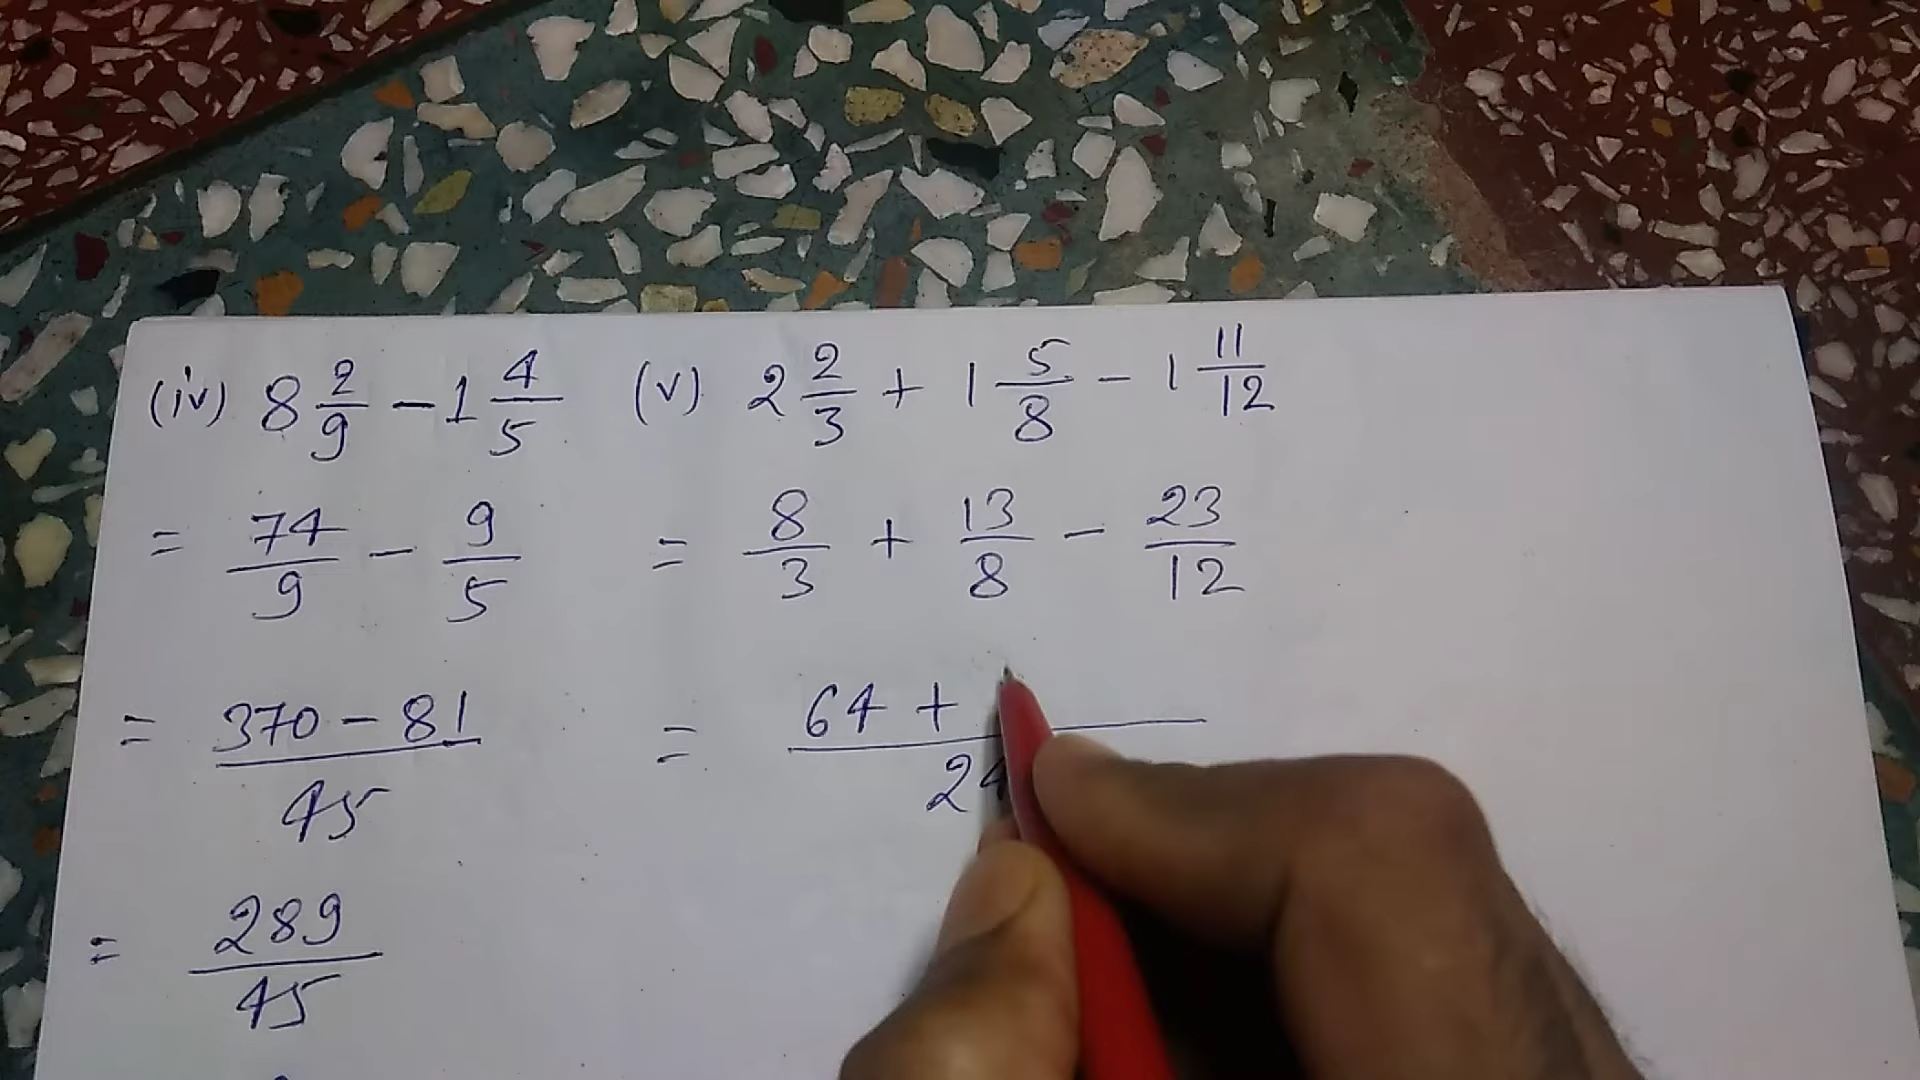 (iv) 8 2/9 - 1 4/5
= 74/9 - 9/5
= 370 - 81 / 45
= 289/45
(v) 2 2/3 + 1 5/8 - 1 11/12
= 8/3 + 13/8 - 23/12
= 64 + / 24